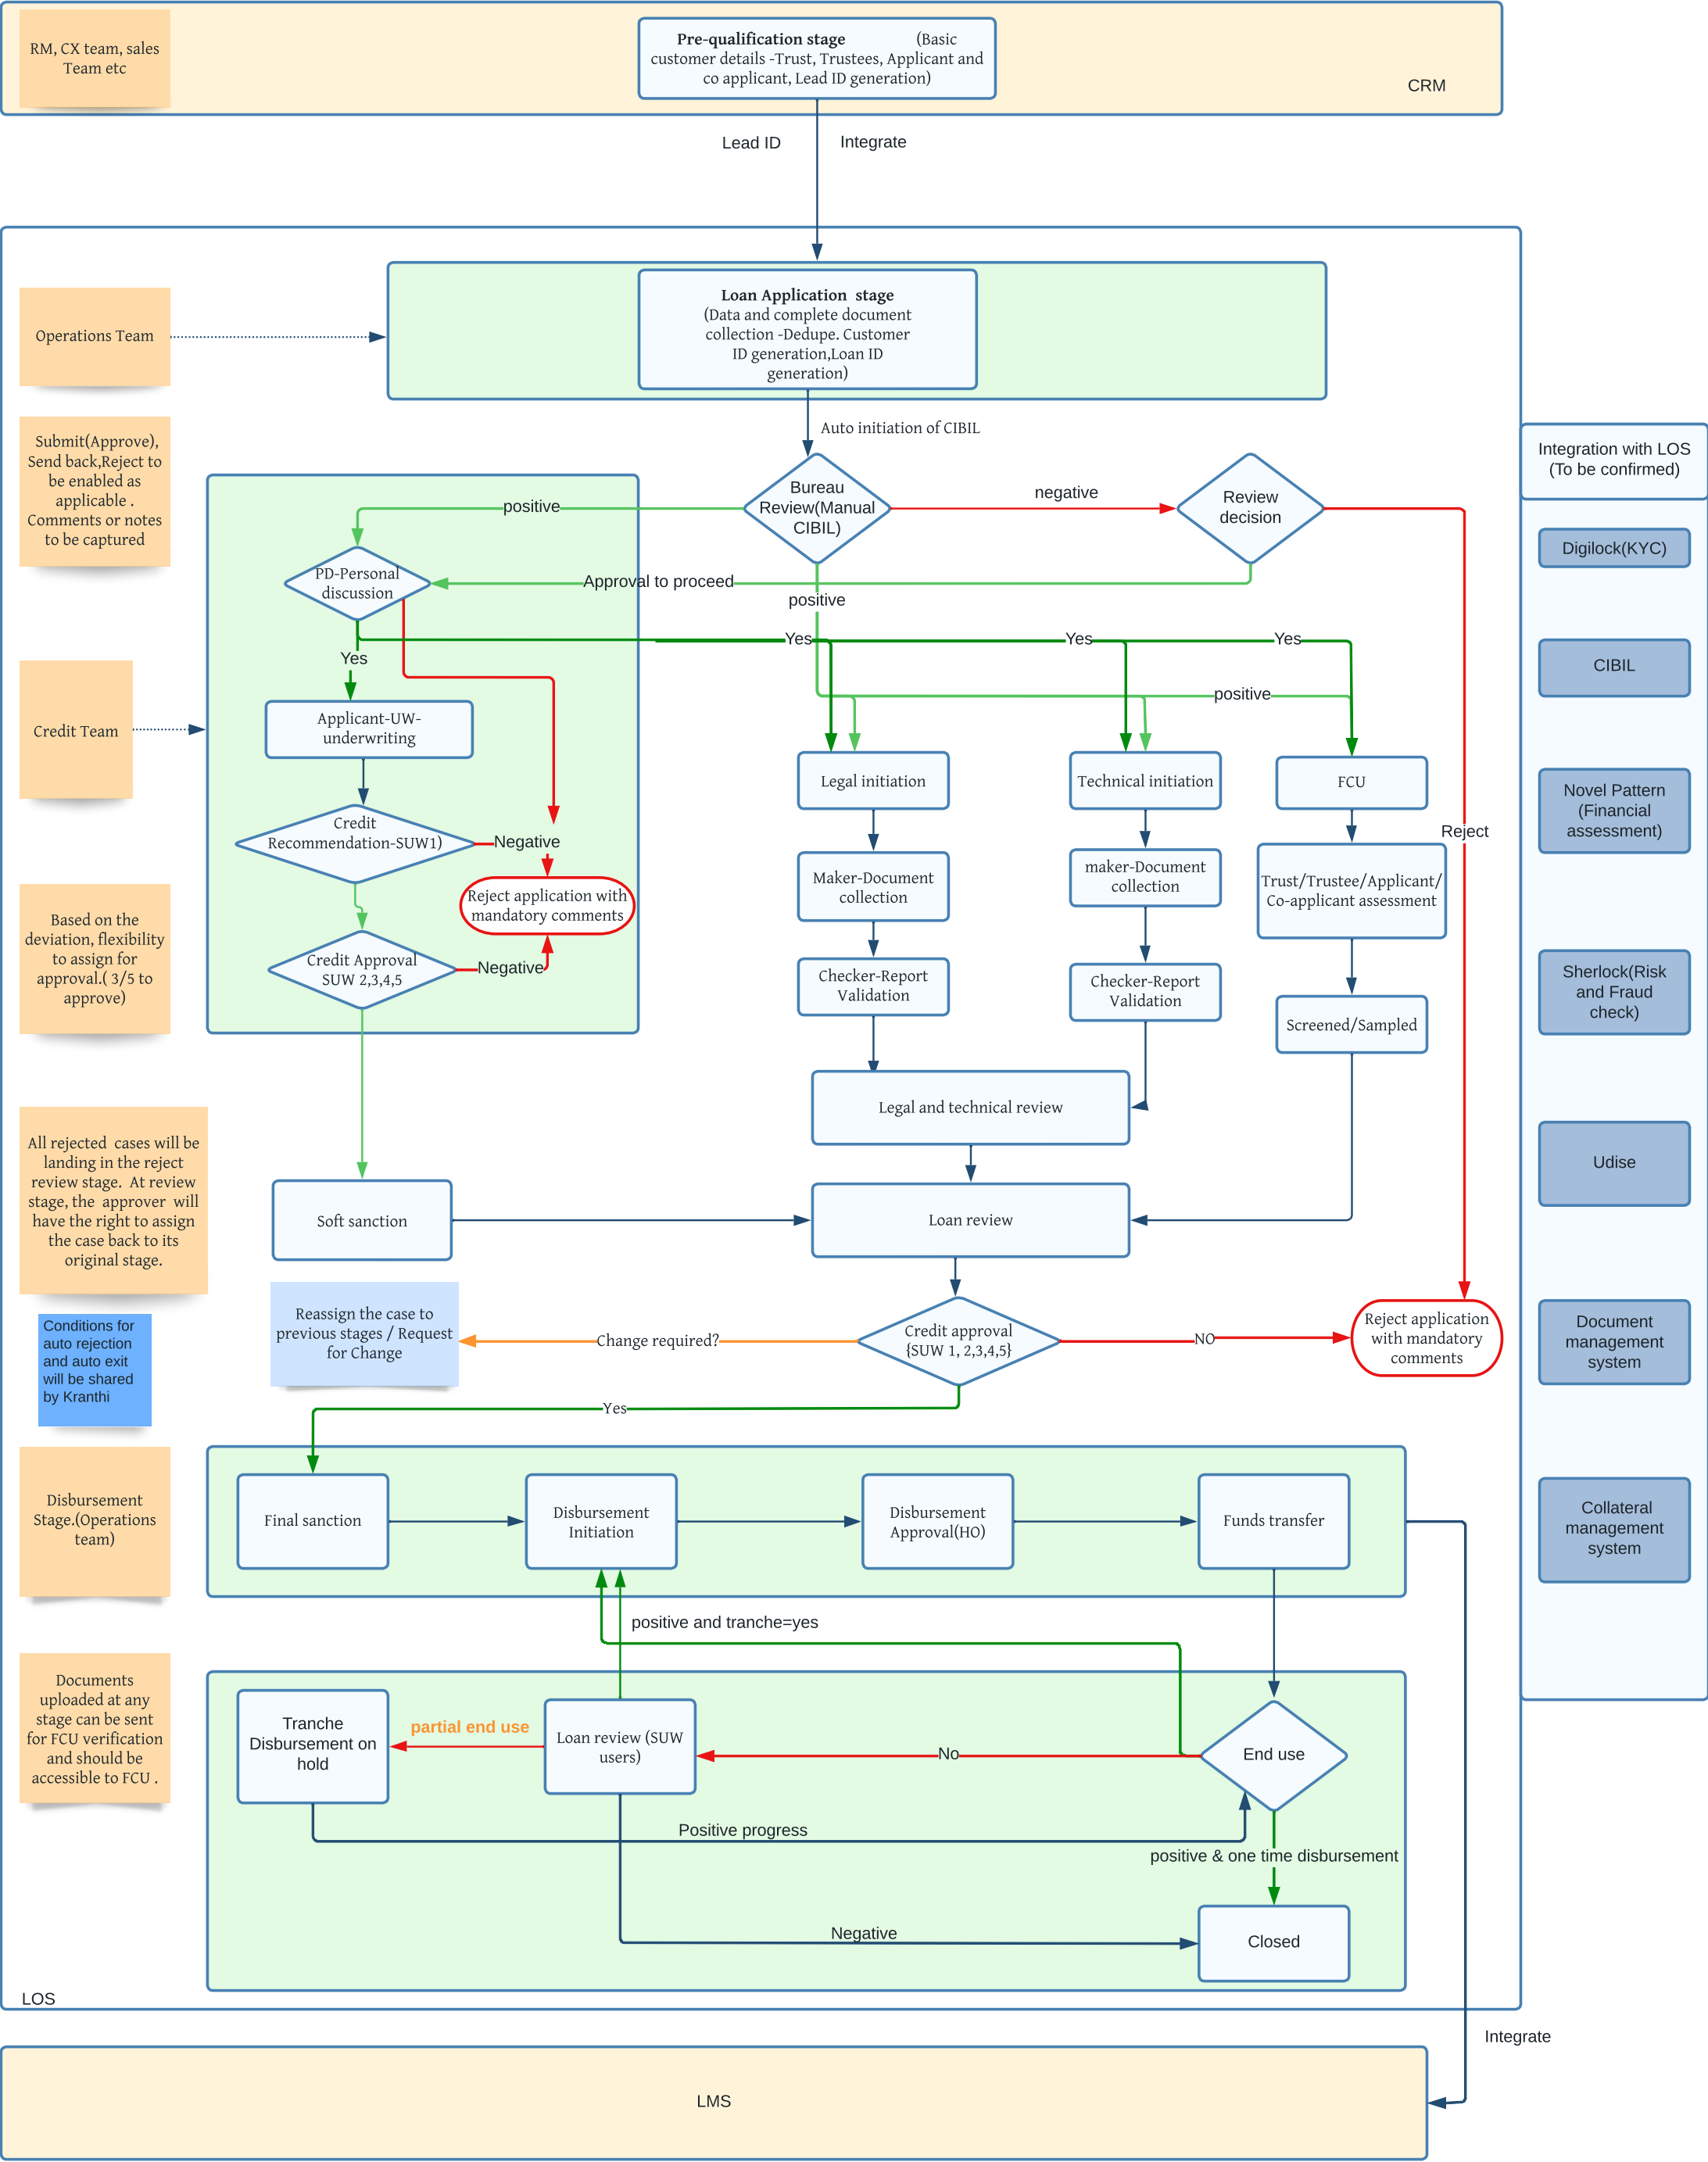 RM, CX team, sales
Team etc
Pre-qualification stage (Basic
customer details -Trust, Trustees, Applicant and
co applicant, Lead ID generation)
CRM
Lead ID
Integrate
Operations Team
Loan Application stage
(Data and complete document
collection -Dedupe. Customer
ID generation,Loan ID
generation)
Auto initiation of CIBIL
Submit(Approve),
Send back,Reject to
be enabled as
applicable .
Comments or notes
to be captured
Integration with LOS
(To be confirmed)
positive
Bureau
Review(Manual
CIBIL)
negative
Review
decision
Digilock(KYC)
PD-Personal
discussion
Approval to proceed
positive
Yes
Yes
Yes
Yes
CIBIL
positive
Credit Team
Applicant-UW-
underwriting
Legal initiation
Technical initiation
FCU
Novel Pattern
(Financial
assessment)
Reject
Credit
Recommendation-SUW1)
Negative
Reject application with
mandatory comments
Maker-Document
collection
maker-Document
collection
Trust/Trustee/Applicant/
Co-applicant assessment
Based on the
deviation, flexibility
to assign for
approval.( 3/5 to
approve)
Credit Approval
SUW 2,3,4,5
Negative
Checker-Report
Validation
Checker-Report
Validation
Screened/Sampled
Sherlock(Risk
and Fraud
check)
Legal and technical review
All rejected cases will be
landing in the reject
review stage. At review
stage, the approver will
have the right to assign
the case back to its
original stage.
Udise
Soft sanction
Loan review
Conditions for
auto rejection
and auto exit
will be shared
by Kranthi
Reassign the case to
previous stages / Request
for Change
Change required?
Credit approval
{SUW 1, 2,3,4,5}
NO
Reject application
with mandatory
comments
Document
management
system
Yes
Disbursement
Stage.(Operations
team)
Final sanction
Disbursement
Initiation
Disbursement
Approval(HO)
Funds transfer
Collateral
management
system
positive and tranche=yes
Documents
uploaded at any
stage can be sent
for FCU verification
and should be
accessible to FCU .
Tranche
Disbursement on
hold
partial end use
Loan review (SUW
users)
No
End use
Positive progress
positive & one time disbursement
Negative
Closed
LOS
Integrate
LMS